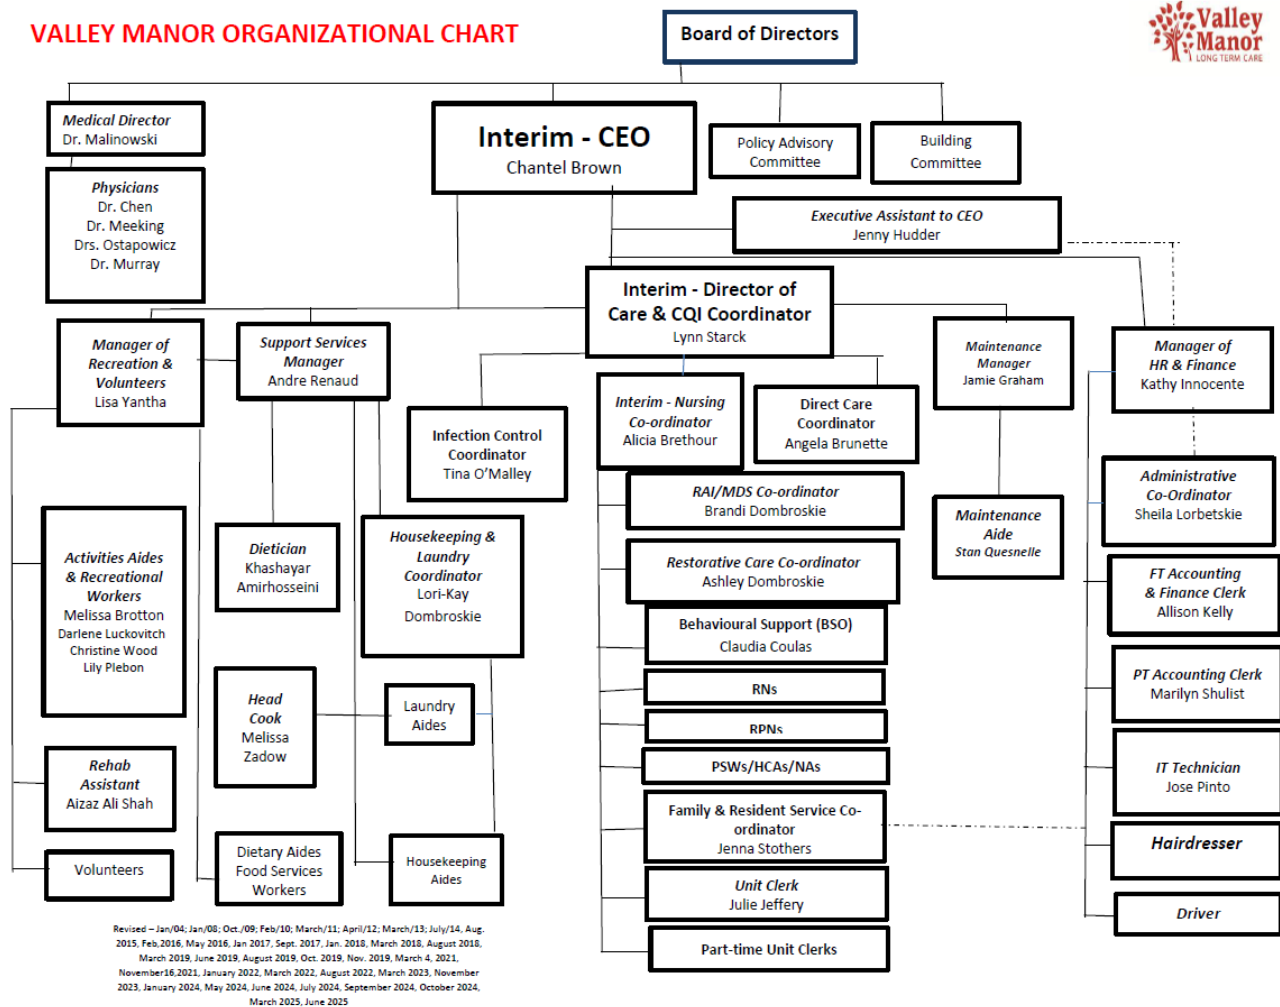 VALLEY MANOR ORGANIZATIONAL CHART
Board of Directors
Valley
Manor
LONG TERM CARE
Medical Director
Dr. Malinowski
Interim - CEO
Chantel Brown
Policy Advisory
Committee
Building
Committee
Physicians
Dr. Chen
Dr. Meeking
Drs. Ostapowicz
Dr. Murray
Executive Assistant to CEO
Jenny Hudder
Interim - Director of
Care & CQI Coordinator
Lynn Starck
Manager of
Recreation &
Volunteers
Lisa Yantha
Support Services
Manager
Andre Renaud
Maintenance
Manager
Jamie Graham
Manager of
HR & Finance
Kathy Innocente
Infection Control
Coordinator
Tina O’Malley
Interim - Nursing
Co-ordinator
Alicia Brethour
Direct Care
Coordinator
Angela Brunette
RAI/MDS Co-ordinator
Brandi Dombroskie
Maintenance
Aide
Stan Quesnelle
Administrative
Co-Ordinator
Sheila Lorbetskie
Activities Aides
& Recreational
Workers
Melissa Brotton
Darlene Luckovitch
Christine Wood
Lily Plebon
Dietician
Khashayar
Amirhosseini
Housekeeping &
Laundry
Coordinator
Lori-Kay
Dombroskie
Restorative Care Co-ordinator
Ashley Dombroskie
FT Accounting
& Finance Clerk
Allison Kelly
Behavioural Support (BSO)
Claudia Coulas
PT Accounting Clerk
Marilyn Shulist
Head
Cook
Melissa
Zadow
Laundry
Aides
RNs
RPNs
PSWs/HCAs/NAs
IT Technician
Jose Pinto
Rehab
Assistant
Aizaz Ali Shah
Family & Resident Service Co-
ordinator
Jenna Stothers
Hairdresser
Volunteers
Dietary Aides
Food Services
Workers
Housekeeping
Aides
Unit Clerk
Julie Jeffery
Driver
Part-time Unit Clerks
Revised – Jan/04; Jan/08; Oct./09; Feb/10; March/11; April/12; March/13; July/14, Aug.
2015, Feb,2016, May 2016, Jan 2017, Sept. 2017, Jan. 2018, March 2018, August 2018,
March 2019, June 2019, August 2019, Oct. 2019, Nov. 2019, March 4, 2021,
November16,2021, January 2022, March 2022, August 2022, March 2023, November
2023, January 2024, May 2024, June 2024, July 2024, September 2024, October 2024,
March 2025, June 2025